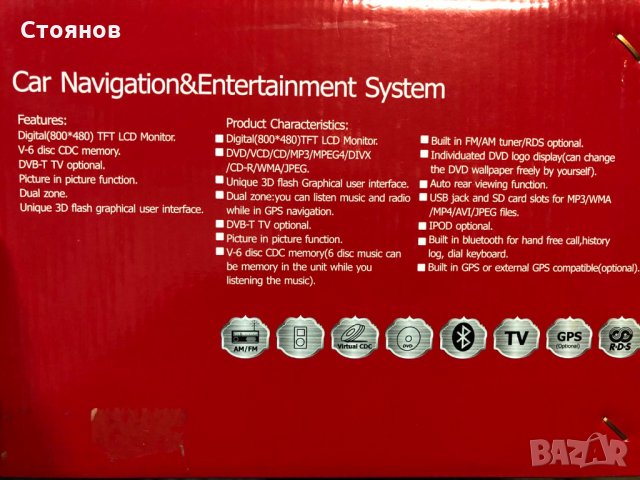 Стоянов
Car Navigation&Entertainment System
Features:
Digital(800*480) TFT LCD Monitor.
V-6 disc CDC memory.
DVB-T TV optional.
Picture in picture function.
Dual zone.
Unique 3D flash graphical user interface.
Product Characteristics:
Digital(800*480)TFT LCD Monitor.
DVD/VCD/CD/MP3/MPEG4/DIVX
/CD-R/WMA/JPEG.
Unique 3D flash Graphical user interface.
Dual zone:you can listen music and radio
while in GPS navigation.
DVB-T TV optional.
Picture in picture function.
V-6 disc CDC memory(6 disc music can
be memory in the unit while you
listening the music).
Built in FM/AM tuner/RDS optional.
Individuated DVD logo display(can change
the DVD wallpaper freely by yourself).
Auto rear viewing function.
USB jack and SD card slots for MP3/WMA
/MP4/AVI/JPEG files.
IPOD optional.
Built in bluetooth for hand free call,history
log, dial keyboard.
Built in GPS or external GPS compatible(optional).
AM/FM
Virtual CDC
DVD
TV
GPS
(Optional)
R·D·S
BAZAR